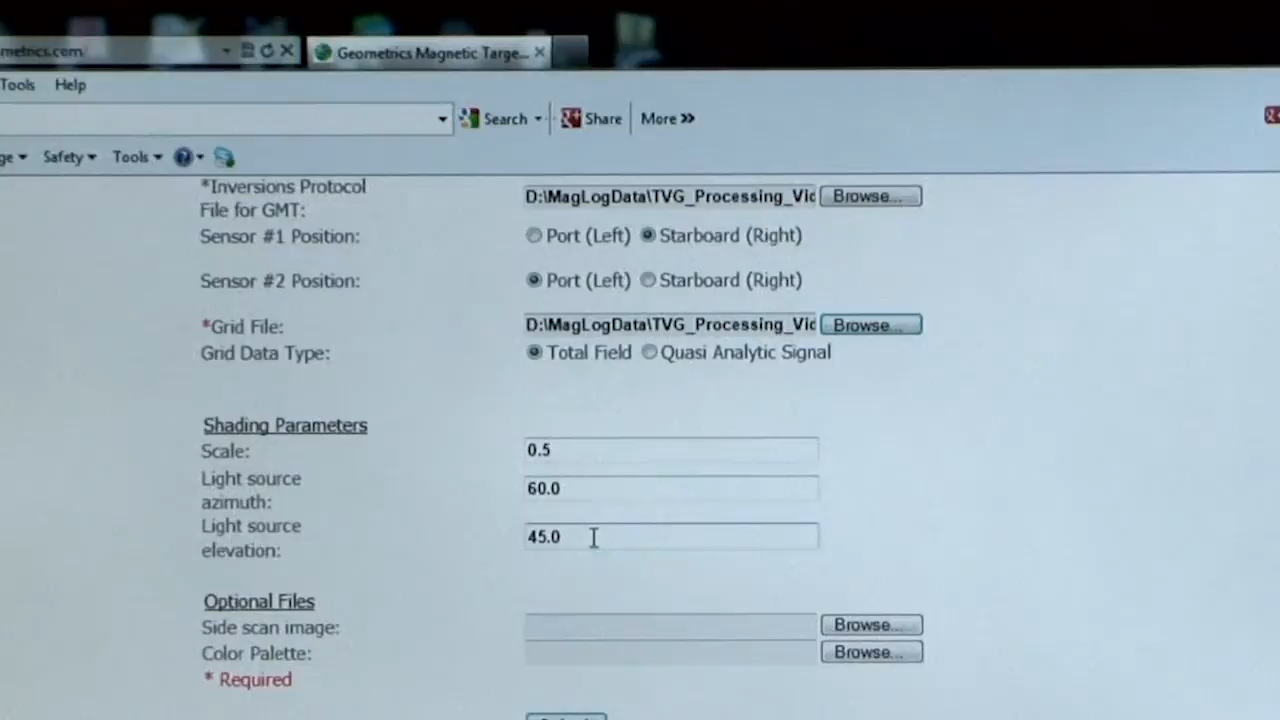 metrics.com
Geometrics Magnetic Targe...
Tools Help
Search Share More »
ge Safety Tools
*Inversions Protocol File for GMT: D:\MagLogData\TVG_Processing_Vic Browse...
Sensor #1 Position: Port (Left) Starboard (Right)
Sensor #2 Position: Port (Left) Starboard (Right)
*Grid File: D:\MagLogData\TVG_Processing_Vic Browse...
Grid Data Type: Total Field Quasi Analytic Signal
Shading Parameters
Scale: 0.5
Light source azimuth: 60.0
Light source elevation: 45.0
Optional Files
Side scan image: Browse...
Color Palette: Browse...
* Required